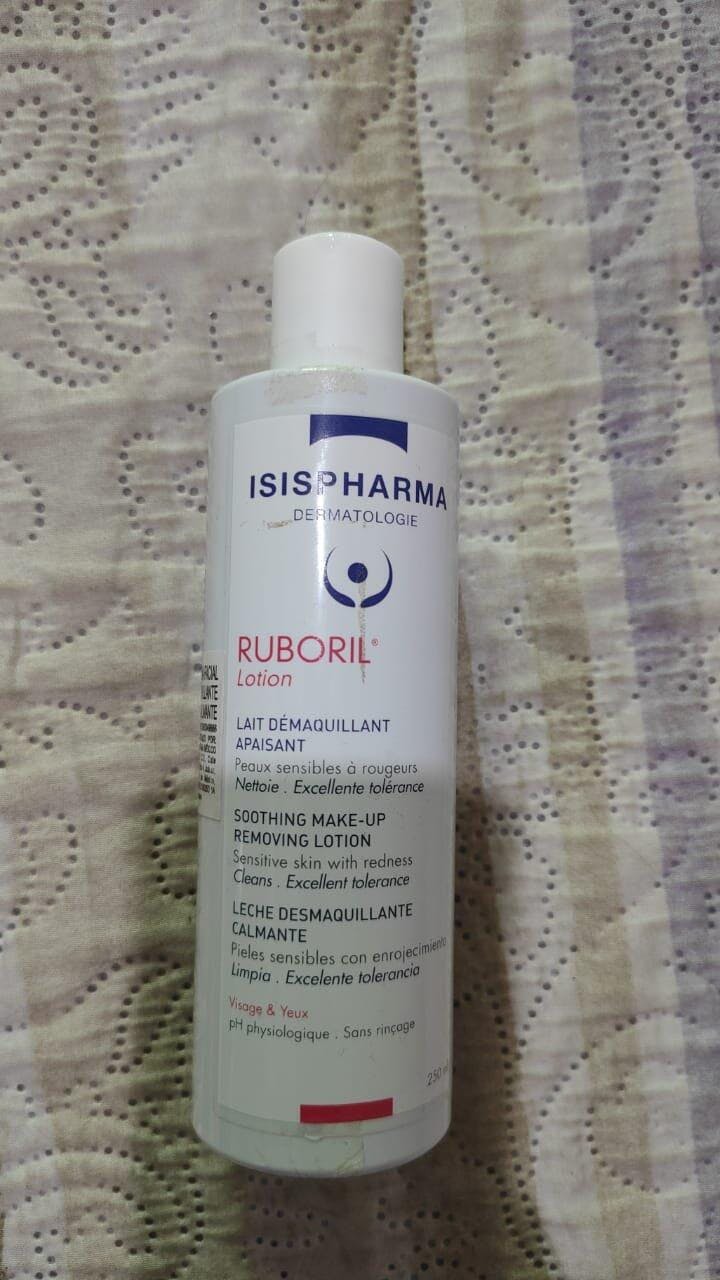 ISISPHARMA
DERMATOLOGIE
RUBORIL®
Lotion
LAIT DÉMAQUILLANT
APAISANT
Peaux sensibles à rougeurs
Nettoie . Excellente tolérance
SOOTHING MAKE-UP
REMOVING LOTION
Sensitive skin with redness
Cleans . Excellent tolerance
LECHE DESMAQUILLANTE
CALMANTE
Pieles sensibles con enrojecimiento
Limpia . Excelente tolerancia
Visage & Yeux
pH physiologique . Sans rinçage
250